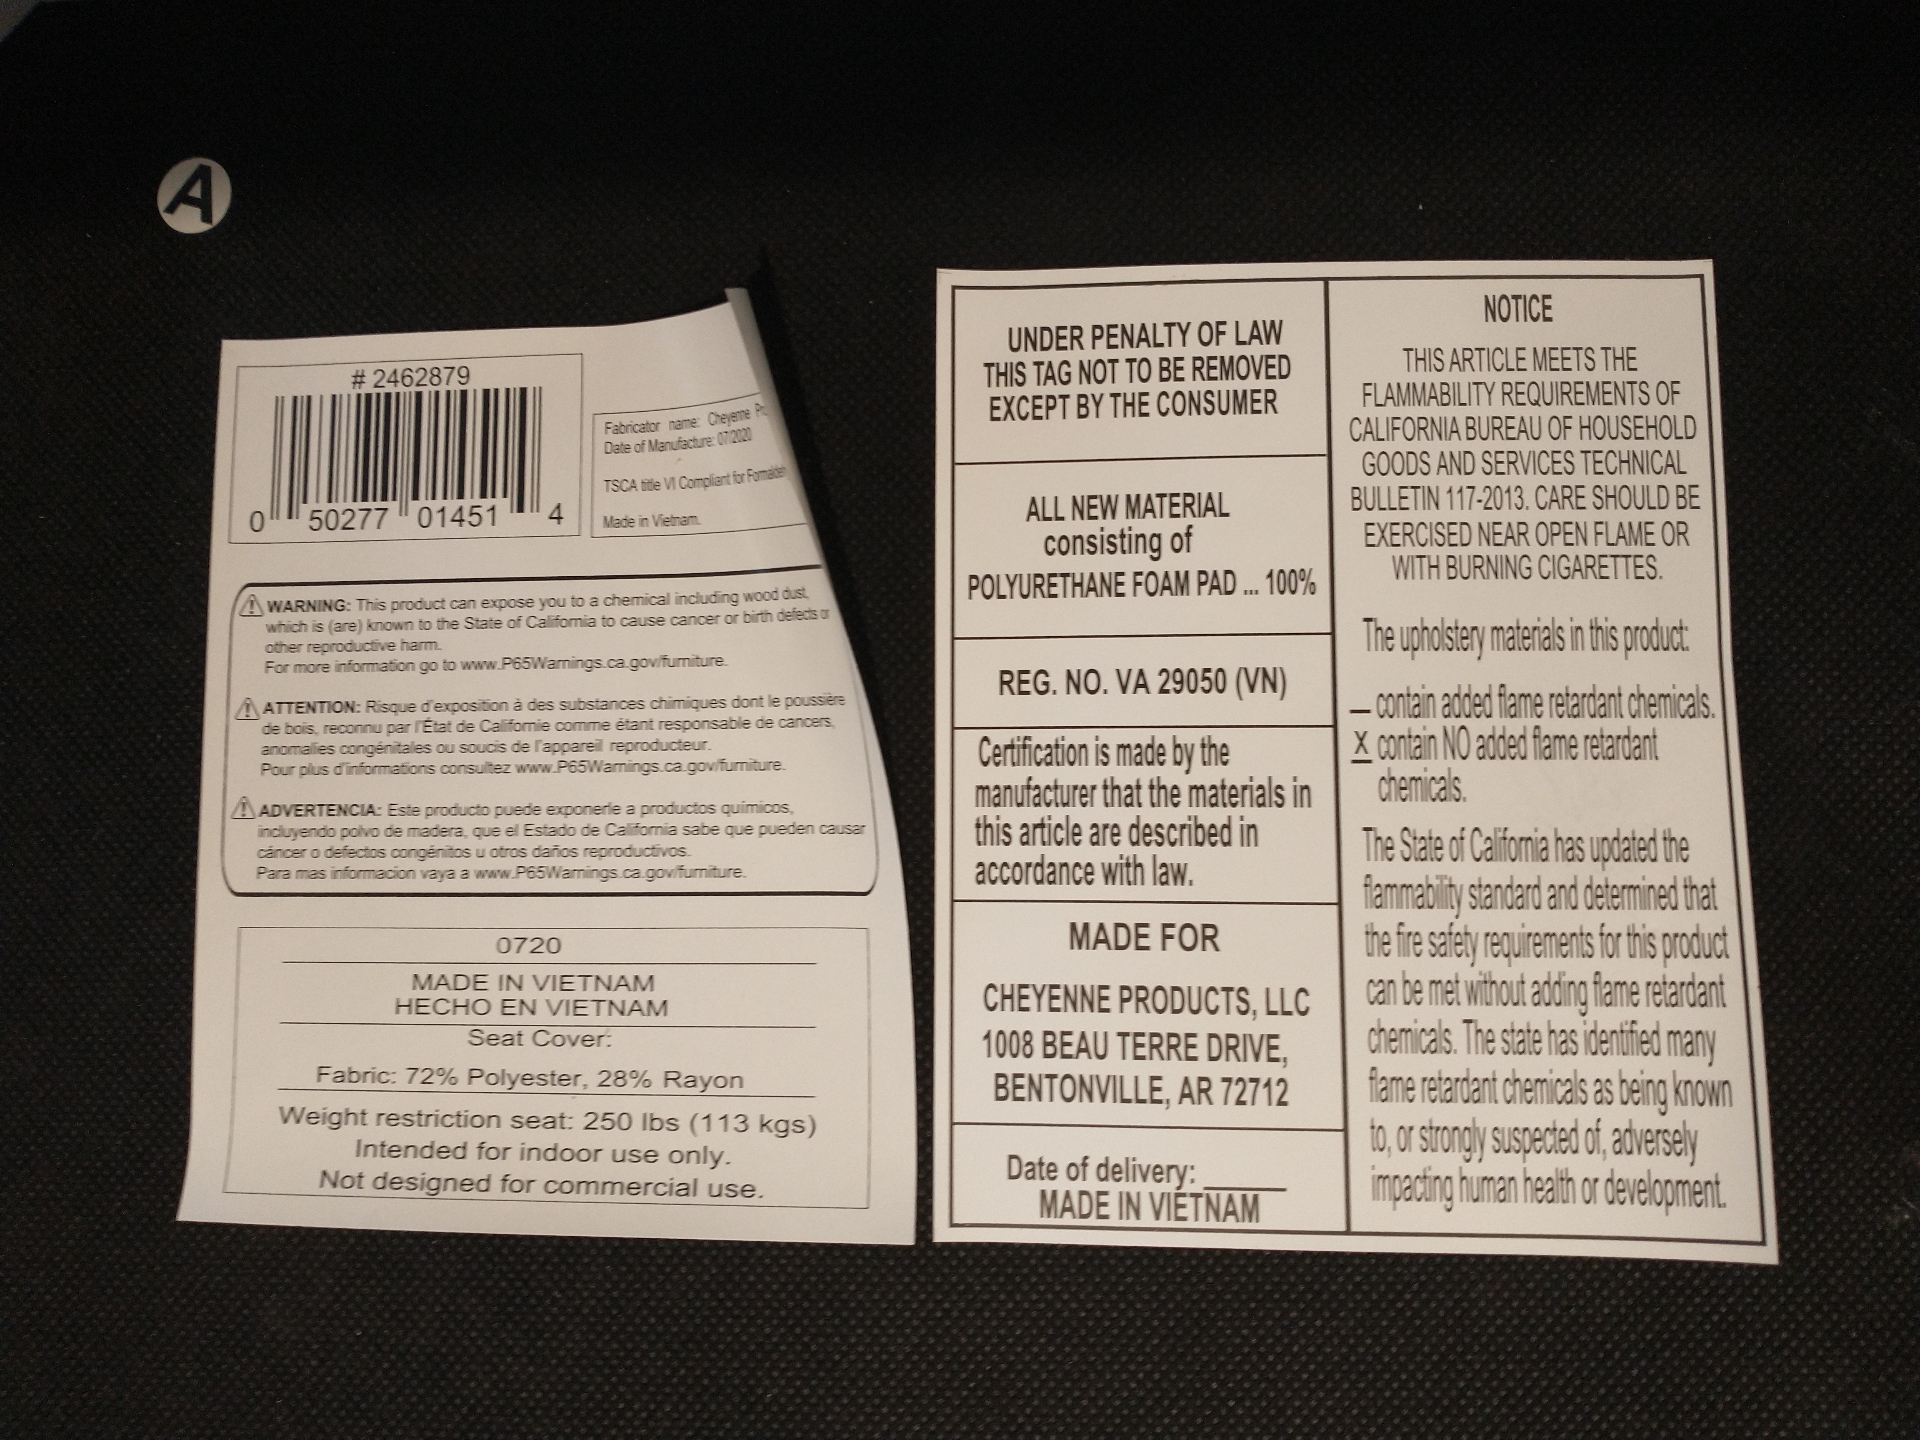 A
# 2462879
0 50277 01451 4
Fabricator name: Cheyenne
Date of Manufacture: 07/2020
TSCA title VI Compliant for
Made in Vietnam.
WARNING: This product can expose you to a chemical including wood dust,
which is (are) known to the State of California to cause cancer or birth defects or
other reproductive harm.
For more information go to www.P65Warnings.ca.gov/furniture.
ATTENTION: Risque d'exposition à des substances chimiques dont le poussière
de bois, reconnu par l'État de Californie comme étant responsable de cancers,
anomalies congénitales ou soucis de l'appareil reproducteur.
Pour plus d'informations consultez www.P65Warnings.ca.gov/furniture.
ADVERTENCIA: Este producto puede exponerle a productos químicos,
incluyendo polvo de madera, que el Estado de California sabe que pueden causar
cáncer o defectos congénitos u otros daños reproductivos.
Para mas informacion vaya a www.P65Warnings.ca.gov/furniture.
0720
MADE IN VIETNAM
HECHO EN VIETNAM
Seat Cover:
Fabric: 72% Polyester, 28% Rayon
Weight restriction seat: 250 lbs (113 kgs)
Intended for indoor use only.
Not designed for commercial use.
UNDER PENALTY OF LAW
THIS TAG NOT TO BE REMOVED
EXCEPT BY THE CONSUMER
ALL NEW MATERIAL
consisting of
POLYURETHANE FOAM PAD ... 100%
REG. NO. VA 29050 (VN)
Certification is made by the
manufacturer that the materials in
this article are described in
accordance with law.
MADE FOR
CHEYENNE PRODUCTS, LLC
1008 BEAU TERRE DRIVE,
BENTONVILLE, AR 72712
Date of delivery: ______
MADE IN VIETNAM
NOTICE
THIS ARTICLE MEETS THE
FLAMMABILITY REQUIREMENTS OF
CALIFORNIA BUREAU OF HOUSEHOLD
GOODS AND SERVICES TECHNICAL
BULLETIN 117-2013. CARE SHOULD BE
EXERCISED NEAR OPEN FLAME OR
WITH BURNING CIGARETTES.
The upholstery materials in this product:
_ contain added flame retardant chemicals.
X contain NO added flame retardant
chemicals.
The State of California has updated the
flammability standard and determined that
the fire safety requirements for this product
can be met without adding flame retardant
chemicals. The state has identified many
flame retardant chemicals as being known
to, or strongly suspected of, adversely
impacting human health or development.